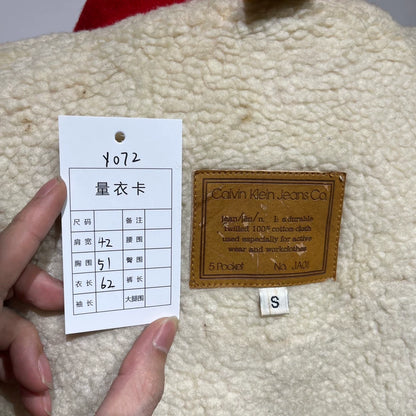 Y072
量衣卡
尺码 备注
肩宽 42 腰围
胸围 51 臀围
衣长 62 裤长
袖长 大腿围
Calvin Klein Jeans Co.
jean/jēn/n. 1: a durable
twilled 100% cotton cloth
used especially for active
wear and workclothes
5 Pocket No. JA01
S